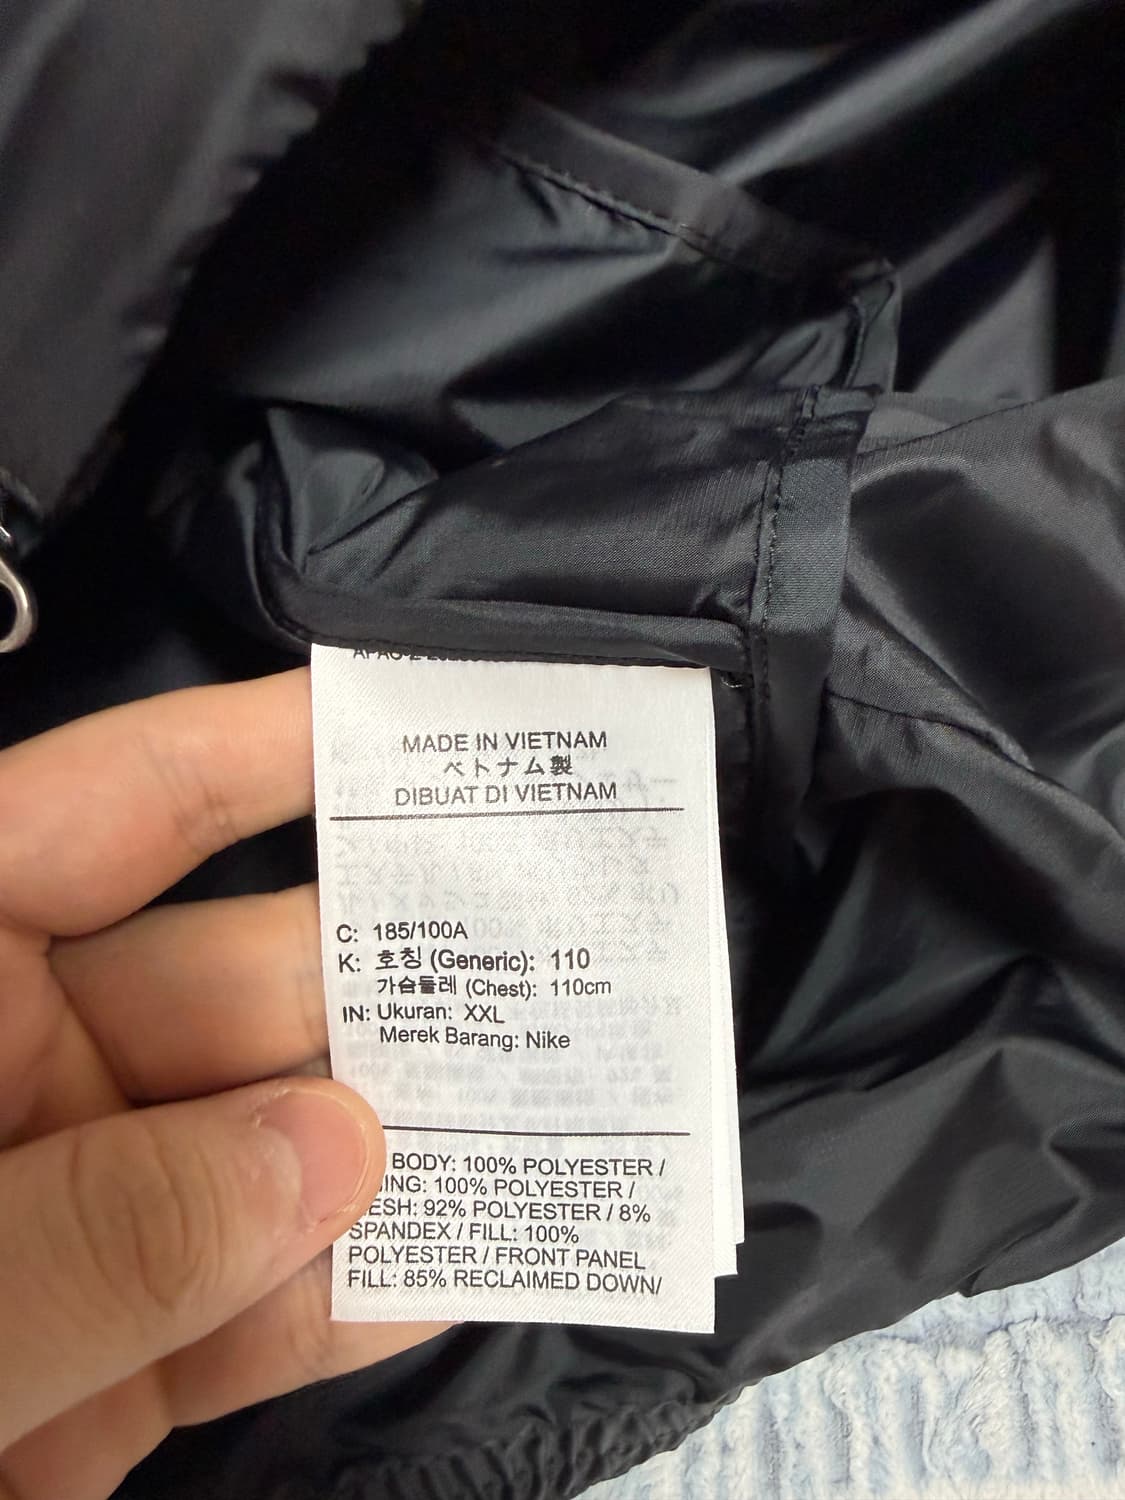 MADE IN VIETNAM
ベトナム製
DIBUAT DI VIETNAM
C: 185/100A
K: 호칭 (Generic): 110
가슴둘레 (Chest): 110cm
IN: Ukuran: XXL
Merek Barang: Nike
BODY: 100% POLYESTER /
100% POLYESTER /
92% POLYESTER / 8%
SPANDEX / FILL: 100%
POLYESTER / FRONT PANEL
FILL: 85% RECLAIMED DOWN/